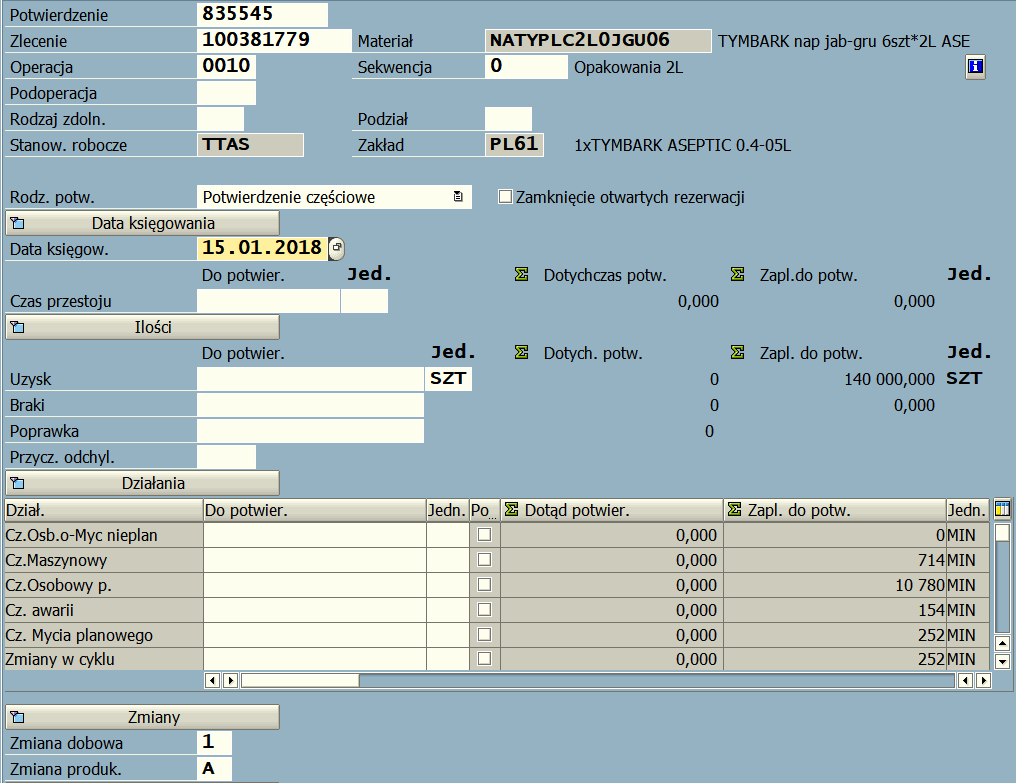 Potwierdzenie 835545
Zlecenie 100381779 Materiał NATYPLC2L0JGU06 TYMBARK nap jab-gru 6szt*2L ASE
Operacja 0010 Sekwencja 0 Opakowania 2L
Podoperacja
Rodzaj zdoln. Podział
Stanow. robocze TTAS Zakład PL61 1xTYMBARK ASEPTIC 0.4-05L
Rodz. potw. Potwierdzenie częściowe Zamknięcie otwartych rezerwacji
Data księgowania
Data księgow. 15.01.2018
Do potwier. Jed. Dotychczas potw. Zapl.do potw. Jed.
Czas przestoju 0,000 0,000
Ilości
Do potwier. Jed. Dotych. potw. Zapl. do potw. Jed.
Uzysk SZT 0 140 000,000 SZT
Braki 0 0,000
Poprawka 0
Przycz. odchyl.
Działania
Dział. Do potwier. Jedn. Po... Dotąd potwier. Zapl. do potw. Jedn.
Cz.Osb.o-Myc nieplan 0,000 0 MIN
Cz.Maszynowy 0,000 714 MIN
Cz.Osobowy p. 0,000 10 780 MIN
Cz. awarii 0,000 154 MIN
Cz. Mycia planowego 0,000 252 MIN
Zmiany w cyklu 0,000 252 MIN
Zmiany
Zmiana dobowa 1
Zmiana produk. A